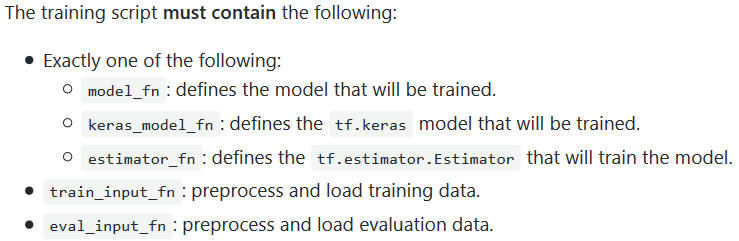 The training script must contain the following:
• Exactly one of the following:
○ model_fn : defines the model that will be trained.
○ keras_model_fn : defines the tf.keras model that will be trained.
○ estimator_fn : defines the tf.estimator.Estimator that will train the model.
• train_input_fn : preprocess and load training data.
• eval_input_fn : preprocess and load evaluation data.